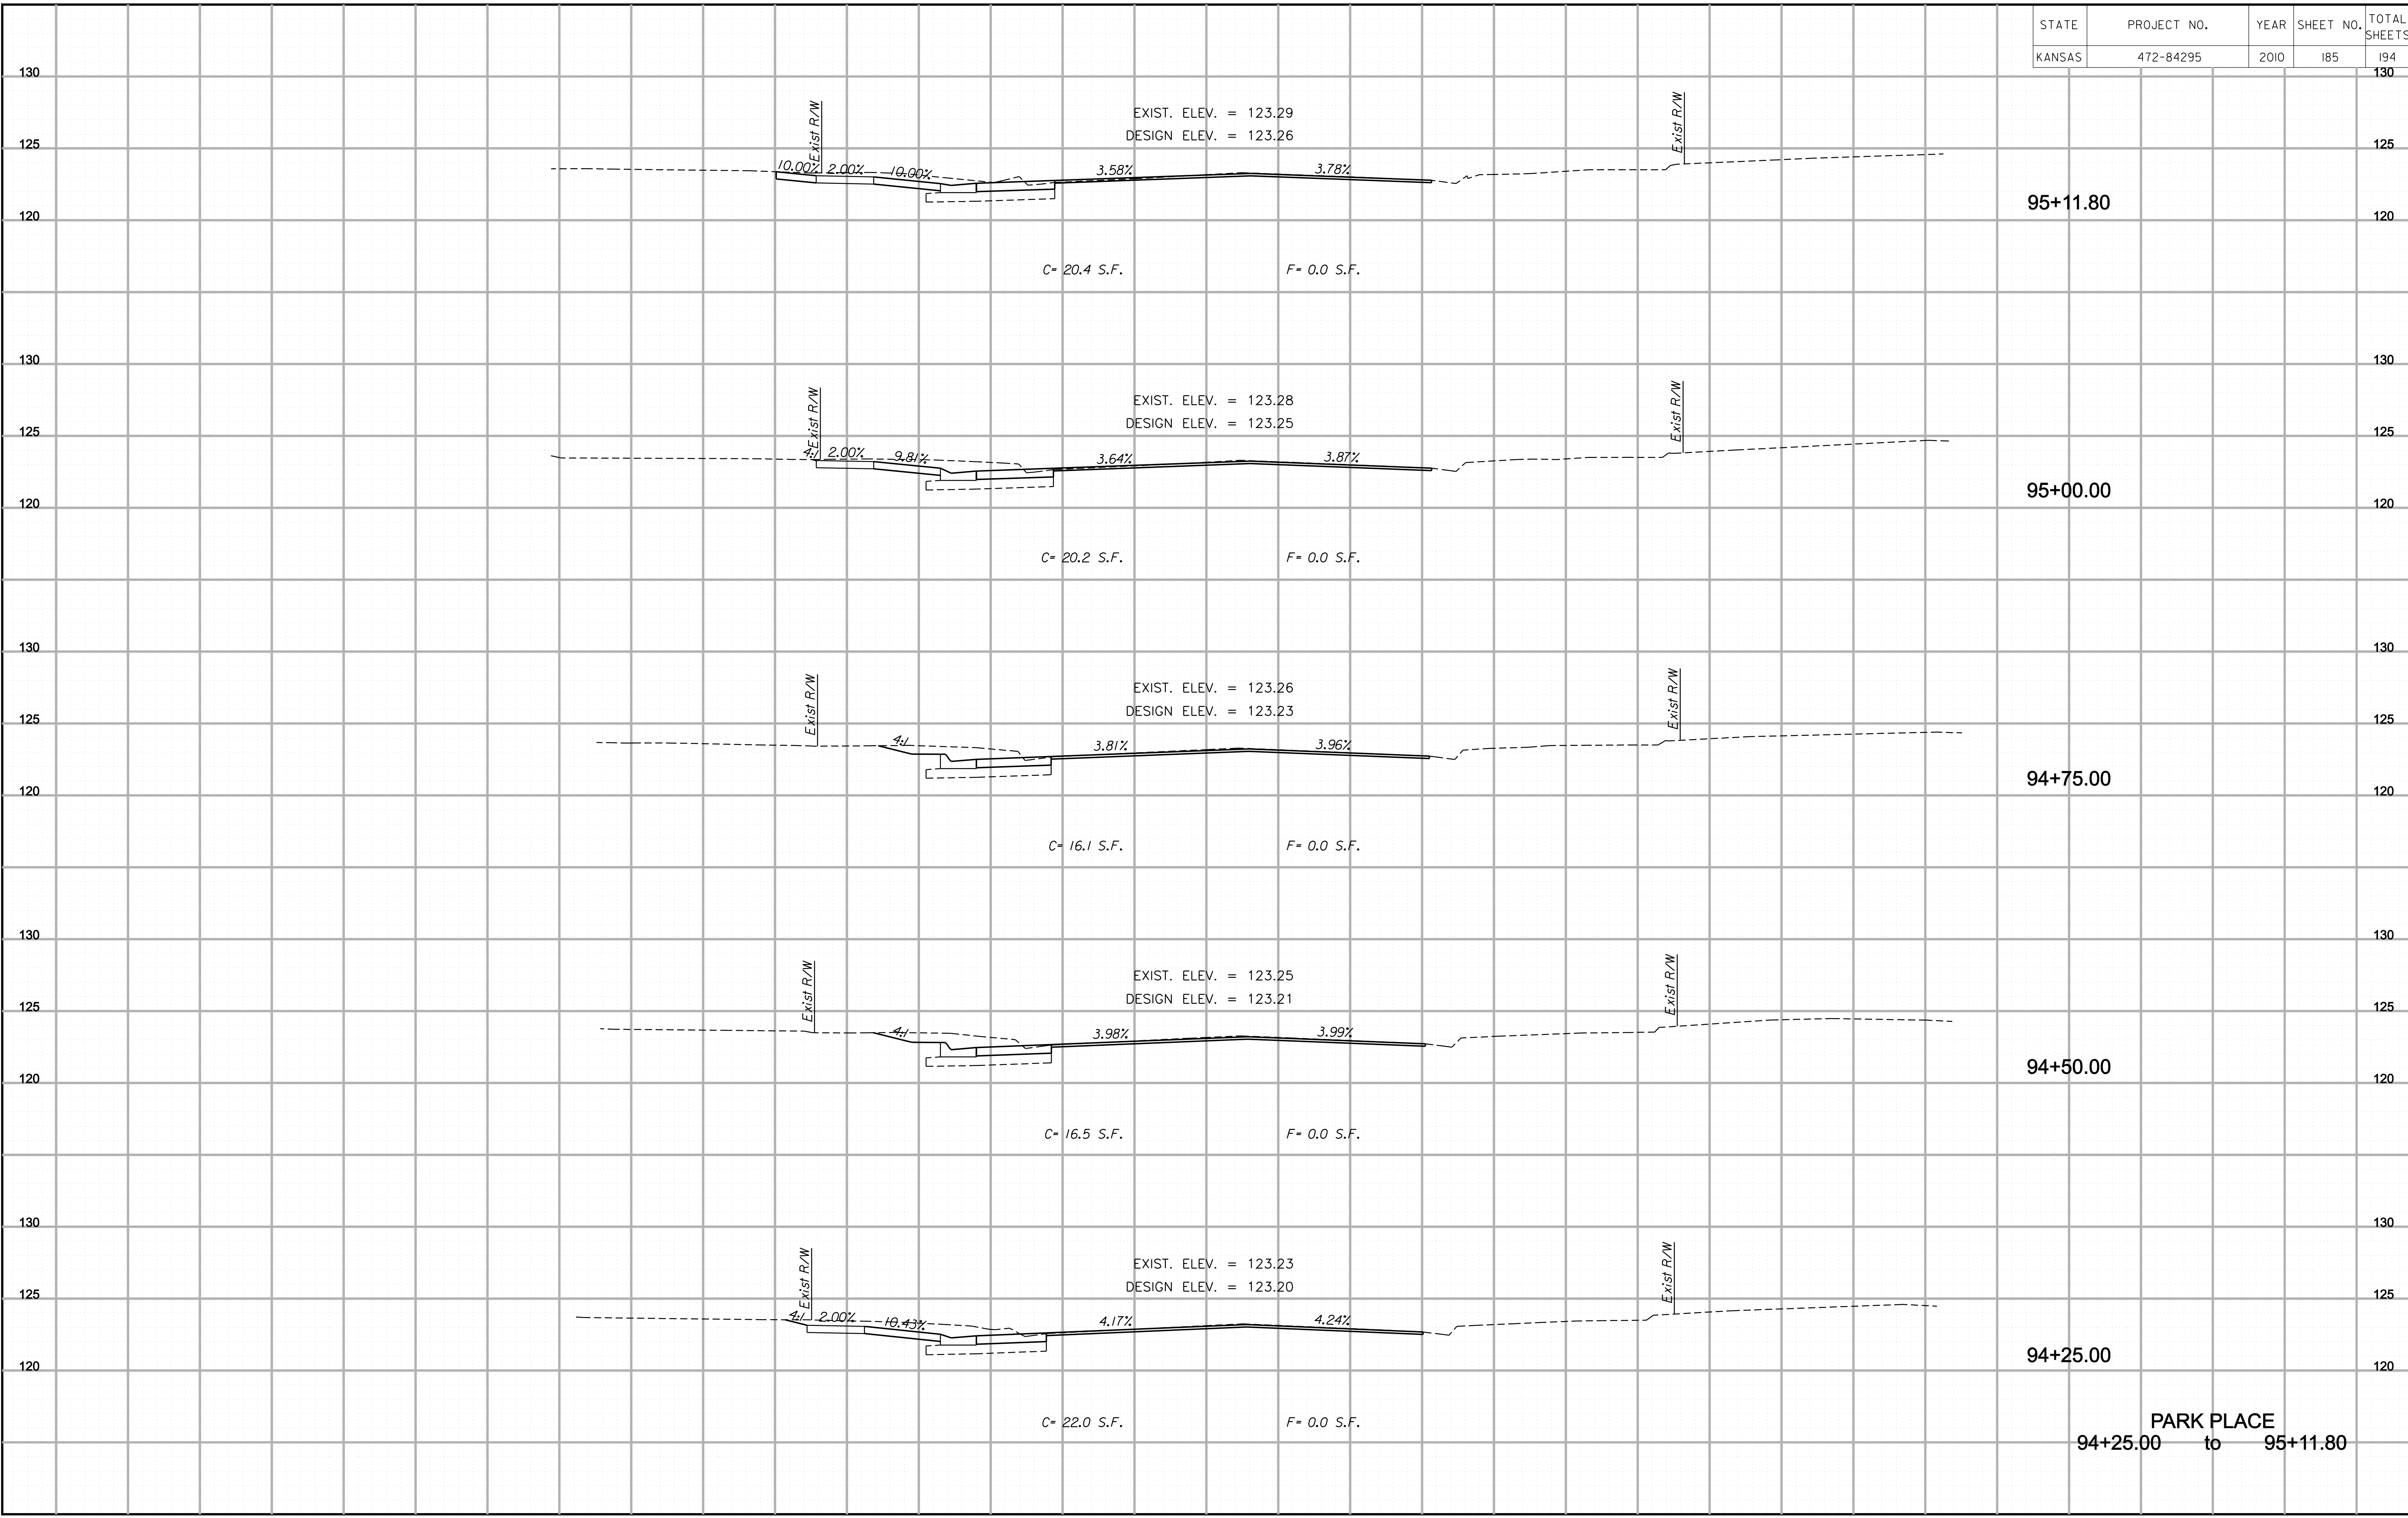 STATE PROJECT NO. YEAR SHEET NO. TOTAL SHEETS
KANSAS 472-84295 2010 185 194
130 130
Exist R/W EXIST. ELEV. = 123.29 Exist R/W
DESIGN ELEV. = 123.26
125 125
10.00% 2.00% 10.00% 3.58% 3.78%
95+11.80
120 120
C= 20.4 S.F. F= 0.0 S.F.
130 130
Exist R/W EXIST. ELEV. = 123.28 Exist R/W
DESIGN ELEV. = 123.25
125 125
4:1 2.00% 9.81% 3.64% 3.87%
95+00.00
120 120
C= 20.2 S.F. F= 0.0 S.F.
130 130
Exist R/W EXIST. ELEV. = 123.26 Exist R/W
DESIGN ELEV. = 123.23
125 125
4:1 3.81% 3.96%
94+75.00
120 120
C= 16.1 S.F. F= 0.0 S.F.
130 130
Exist R/W EXIST. ELEV. = 123.25 Exist R/W
DESIGN ELEV. = 123.21
125 125
4:1 3.98% 3.99%
94+50.00
120 120
C= 16.5 S.F. F= 0.0 S.F.
130 130
Exist R/W EXIST. ELEV. = 123.23 Exist R/W
DESIGN ELEV. = 123.20
125 125
4:1 2.00% 10.43% 4.17% 4.24%
94+25.00
120 120
C= 22.0 S.F. F= 0.0 S.F.
PARK PLACE
94+25.00 to 95+11.80